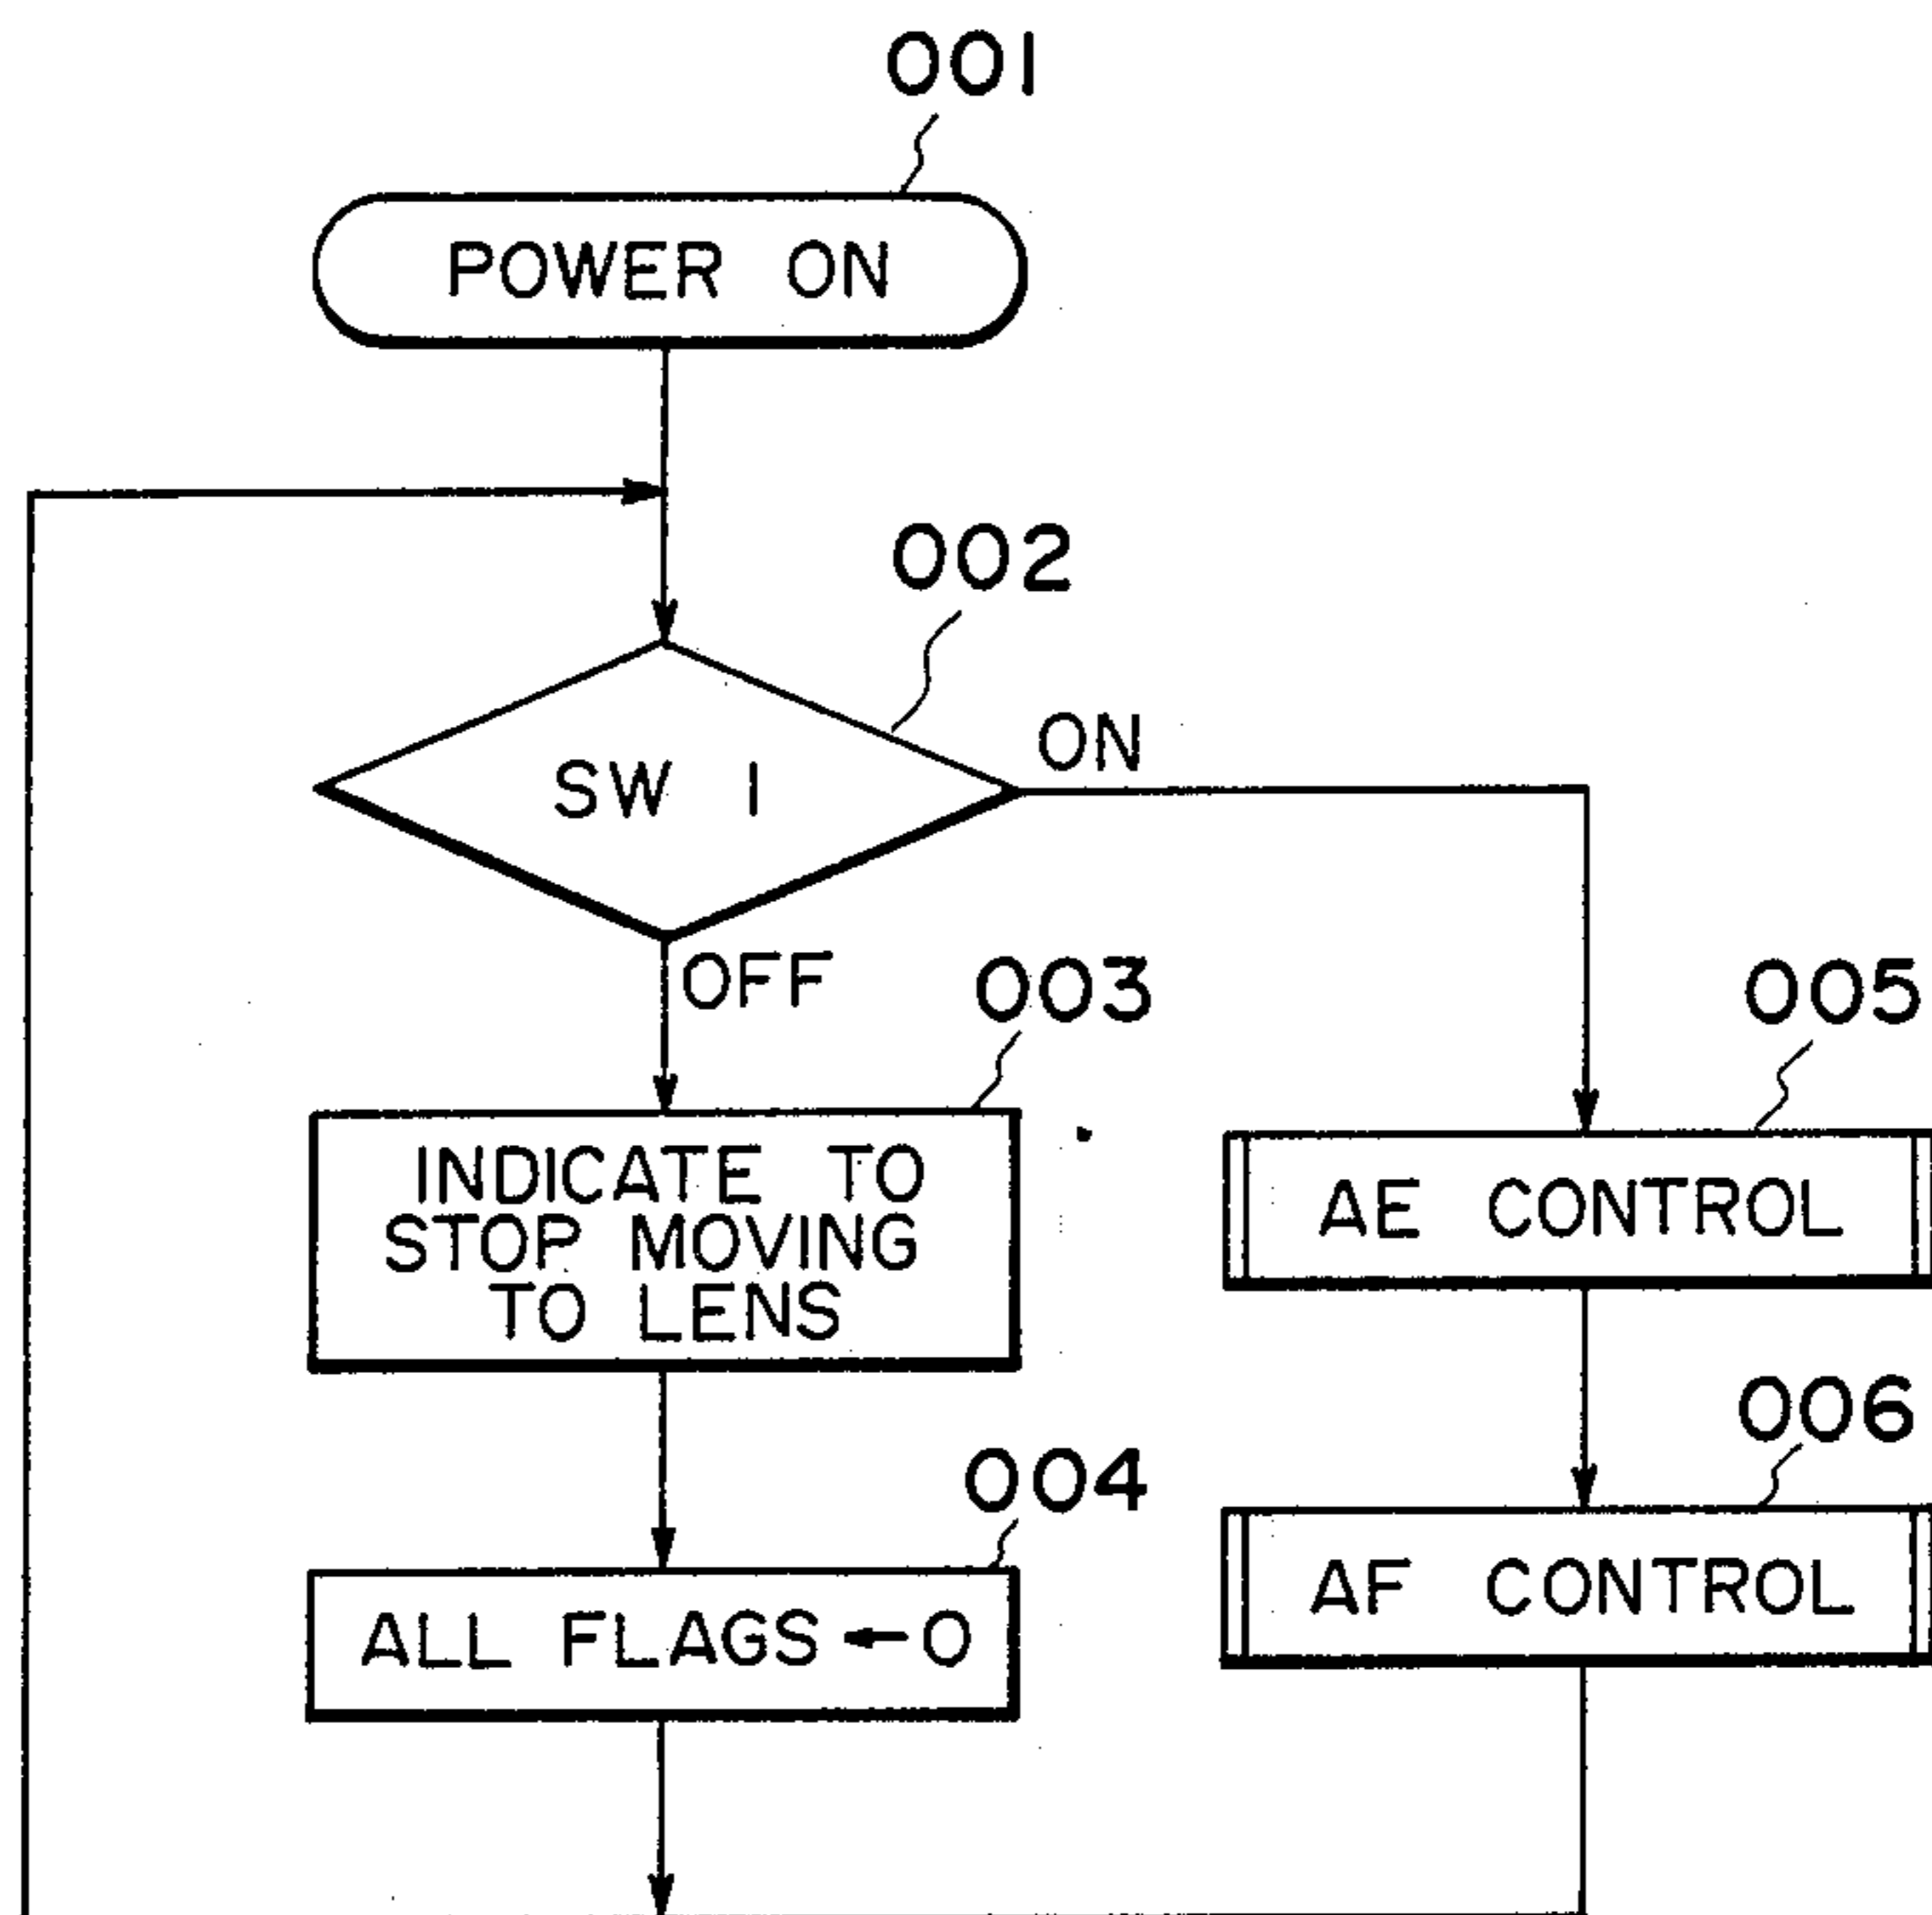 001
POWER ON
002
SW 1
ON
OFF
003
INDICATE TO
STOP MOVING
TO LENS
004
ALL FLAGS ← 0
005
AE CONTROL
006
AF CONTROL